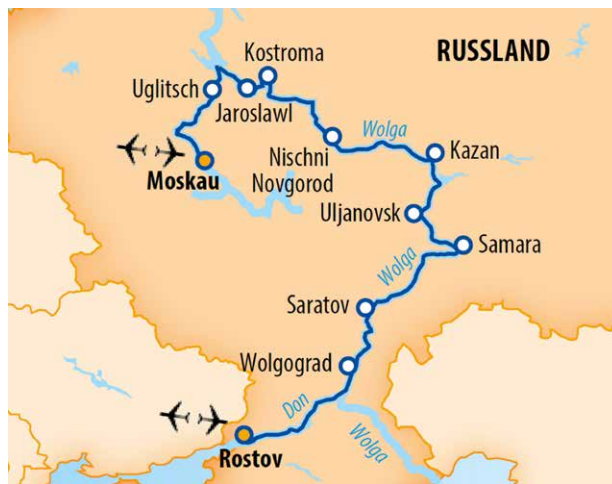 Kostroma
RUSSLAND
Uglitsch
Jaroslawl
Wolga
Nischni
Novgorod
Kazan
Moskau
Uljanovsk
Samara
Wolga
Saratov
Wolgograd
Don
Wolga
Rostov